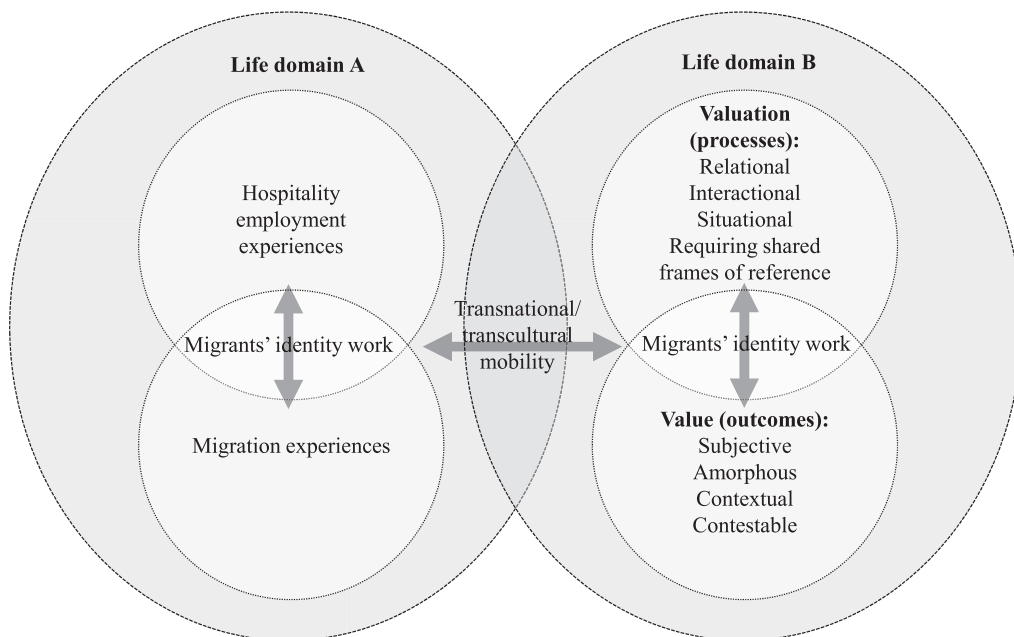 Life domain A
Hospitality
employment
experiences
Migrants’ identity work
Migration experiences
Transnational/
transcultural
mobility
Life domain B
Valuation
(processes):
Relational
Interactional
Situational
Requiring shared
frames of reference
Migrants’ identity work
Value (outcomes):
Subjective
Amorphous
Contextual
Contestable